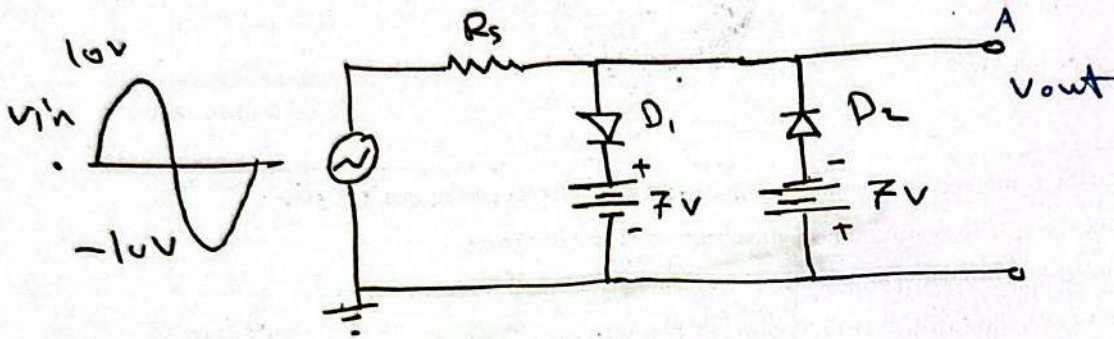 10V
Vin
-10V
Rs
D1
+
7V
-
D2
-
7V
+
A
Vout